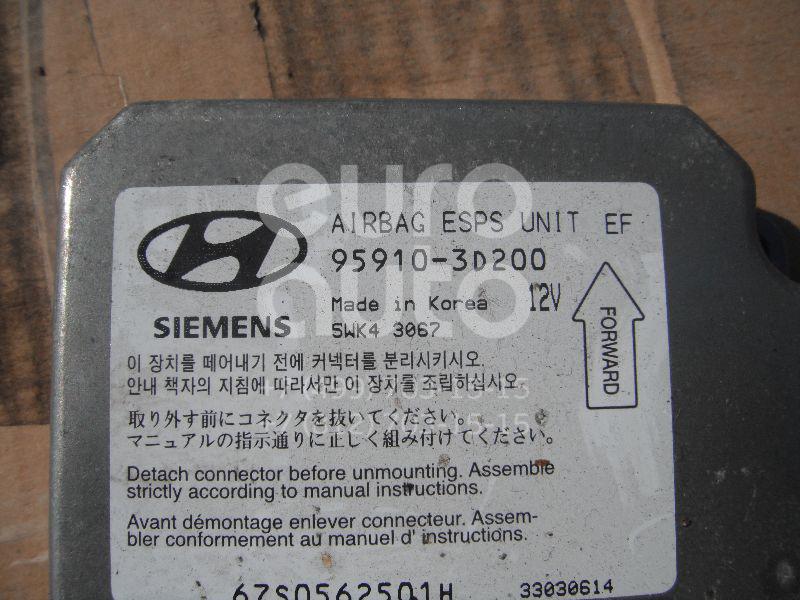 AIRBAG ESPS UNIT EF
95910-3D200
Made in Korea 12V
SIEMENS 5WK4 3067
FORWARD
이 장치를 떼어내기 전에 커넥터를 분리시키시오.
안내 책자의 지침에 따라서만 이 장치를 조립하십시오.
取り外す前にコネクタを抜いてください。
マニュアルの指示通りに正しく組み付けてください。
Detach connector before unmounting. Assemble
strictly according to manual instructions.
Avant démontage enlever connecteur. Assem-
bler conformement au manuel d' instructions.
67S0562501H 33030614
euro
auto